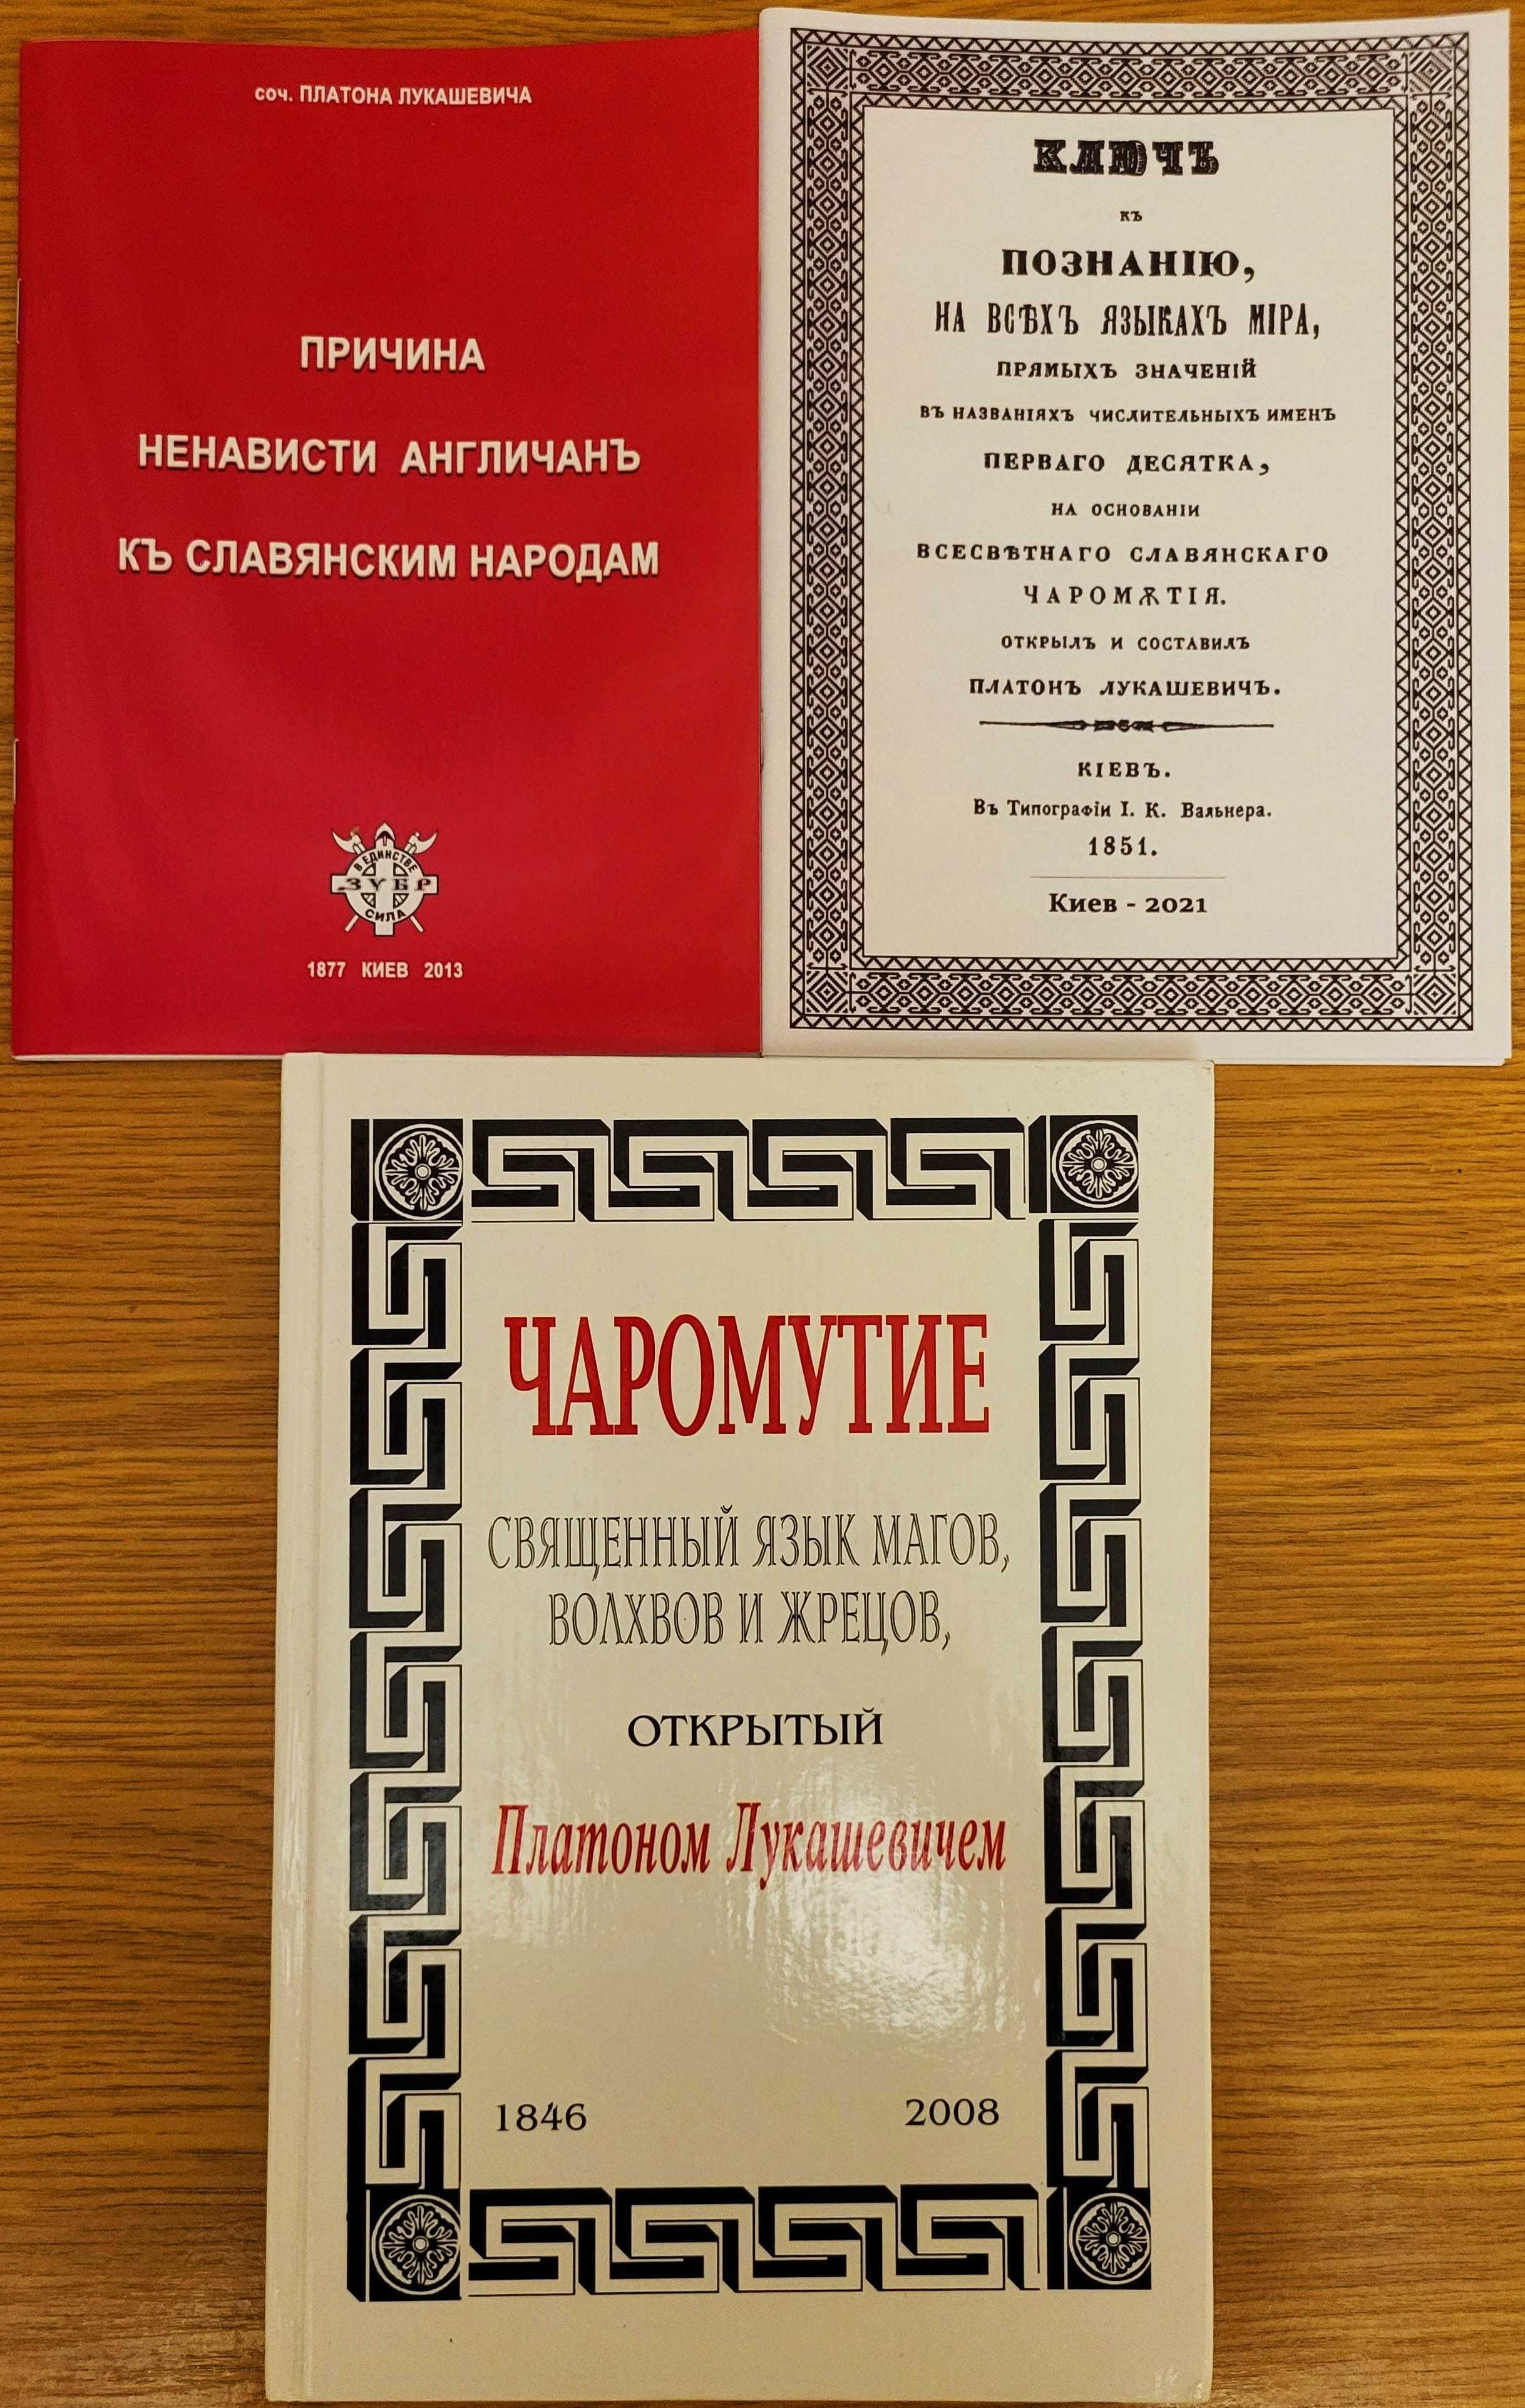 соч. ПЛАТОНА ЛУКАШЕВИЧА
ПРИЧИНА
НЕНАВИСТИ АНГЛИЧАНЪ
КЪ СЛАВЯНСКИМ НАРОДАМ
В ЕДИНСТВЕ
ЗУБР
СИЛА
1877 КИЕВ 2013
КЛЮЧЪ
КЪ
ПОЗНАНІЮ,
НА ВСѢХЪ ЯЗЫКАХЪ МІРА,
ПРЯМЫХЪ ЗНАЧЕНІЙ
ВЪ НАЗВАНІЯХЪ ЧИСЛИТЕЛЬНЫХЪ ИМЕНЪ
ПЕРВАГО ДЕСЯТКА,
НА ОСНОВАНІИ
ВСЕСВѢТНАГО СЛАВЯНСКАГО
ЧАРОМѪТІЯ.
ОТКРЫЛЪ И СОСТАВИЛЪ
ПЛАТОНЪ ЛУКАШЕВИЧЪ.
КІЕВЪ.
Въ Типографіи І. К. Вальнера.
1851.
Киев - 2021
ЧАРОМУТИЕ
СВЯЩЕННЫЙ ЯЗЫК МАГОВ,
ВОЛХВОВ И ЖРЕЦОВ,
ОТКРЫТЫЙ
Платоном Лукашевичем
1846 2008